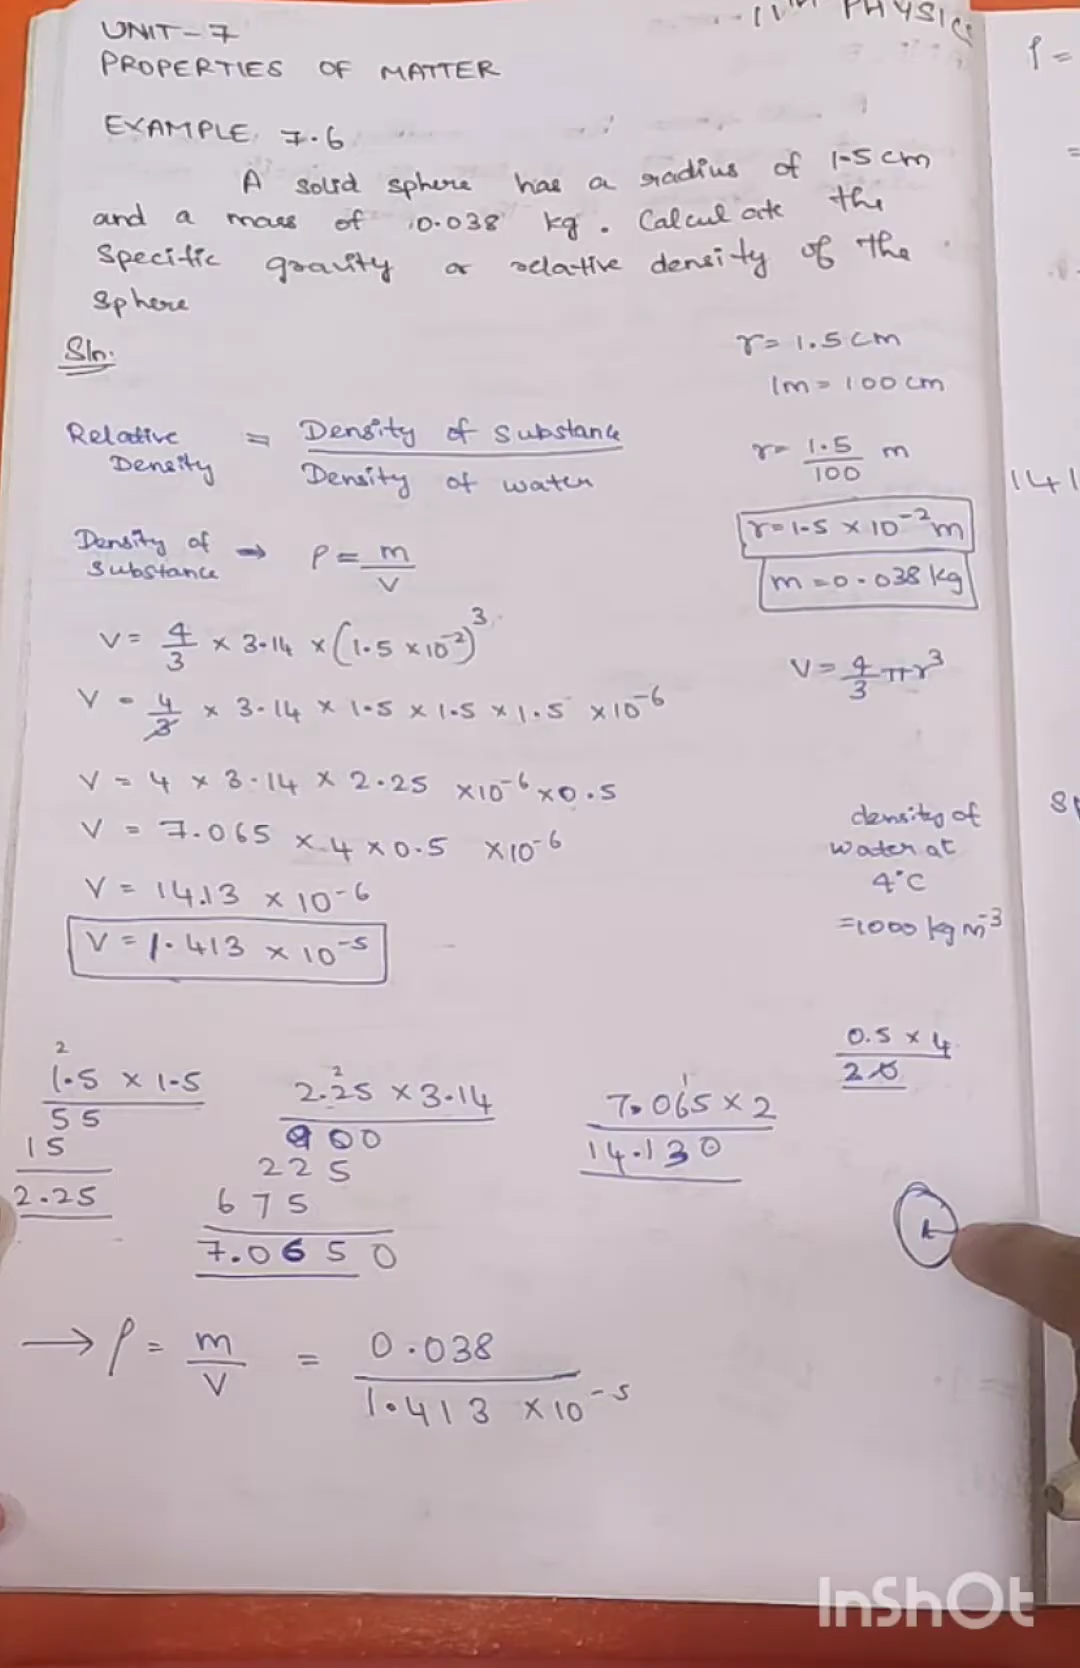 11th PHYSICS
UNIT-7
PROPERTIES OF MATTER
EXAMPLE 7.6
A solid sphere has a radius of 1.5 cm
and a mass of 0.038 kg. Calculate the
Specific gravity or relative density of the
Sphere
Sln:
r = 1.5 cm
1m = 100 cm
Relative Density = Density of Substance / Density of water
r = 1.5/100 m
r = 1.5 × 10⁻² m
m = 0.038 kg
Density of Substance → ρ = m/V
V = 4/3 × 3.14 × (1.5 × 10⁻²)³
V = 4/3 πr³
V = 4/3 × 3.14 × 1.5 × 1.5 × 1.5 × 10⁻⁶
V = 4 × 3.14 × 2.25 × 10⁻⁶ × 0.5
V = 7.065 × 4 × 0.5 × 10⁻⁶
V = 14.13 × 10⁻⁶
V = 1.413 × 10⁻⁵
density of
water at
4°C
= 1000 kg m⁻³
0.5 × 4
20
2
1.5 × 1.5
55
15
2.25
2
2.25 × 3.14
900
225
675
7.0650
1
7.065 × 2
14.130
→ ρ = m/V = 0.038 / 1.413 × 10⁻⁵
ρ =
=
141
Sp
InShOt